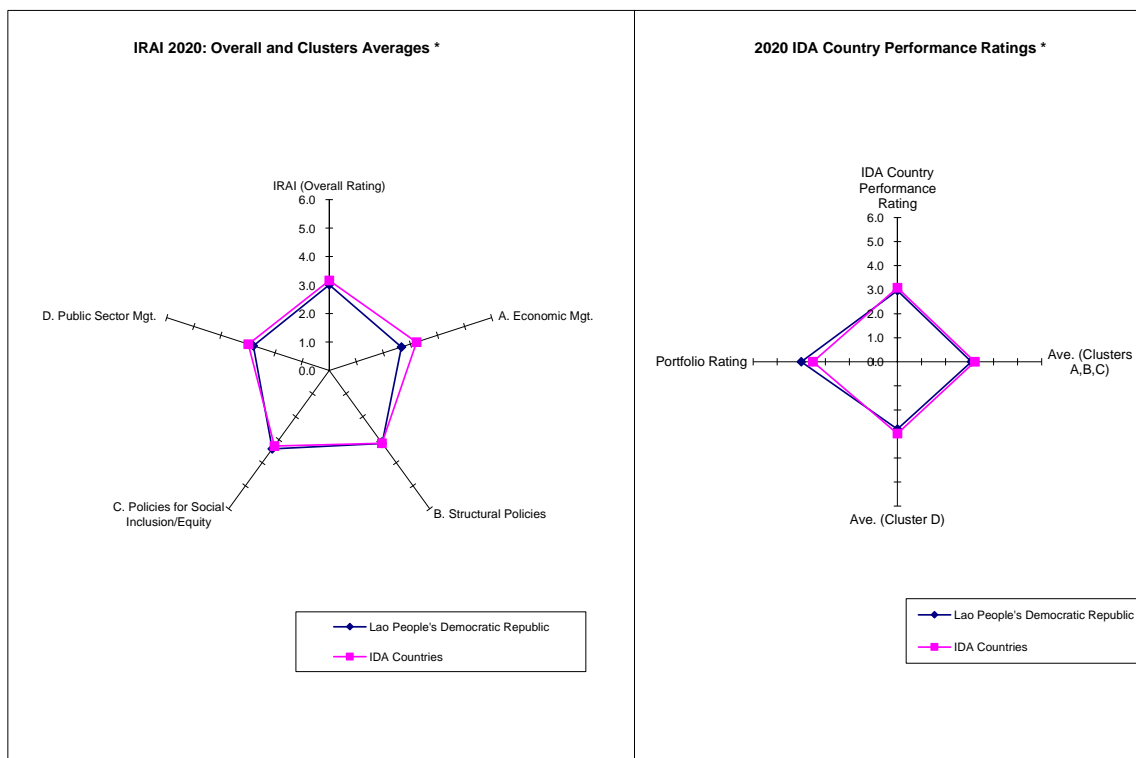 IRAI 2020: Overall and Clusters Averages *
IRAI (Overall Rating)
6.0
5.0
4.0
3.0
2.0
1.0
0.0
D. Public Sector Mgt.
A. Economic Mgt.
C. Policies for Social
Inclusion/Equity
B. Structural Policies
Lao People's Democratic Republic
IDA Countries
2020 IDA Country Performance Ratings *
IDA Country
Performance
Rating
6.0
5.0
4.0
3.0
2.0
1.0
0.0
Portfolio Rating
Ave. (Clusters
A,B,C)
Ave. (Cluster D)
Lao People's Democratic Republic
IDA Countries